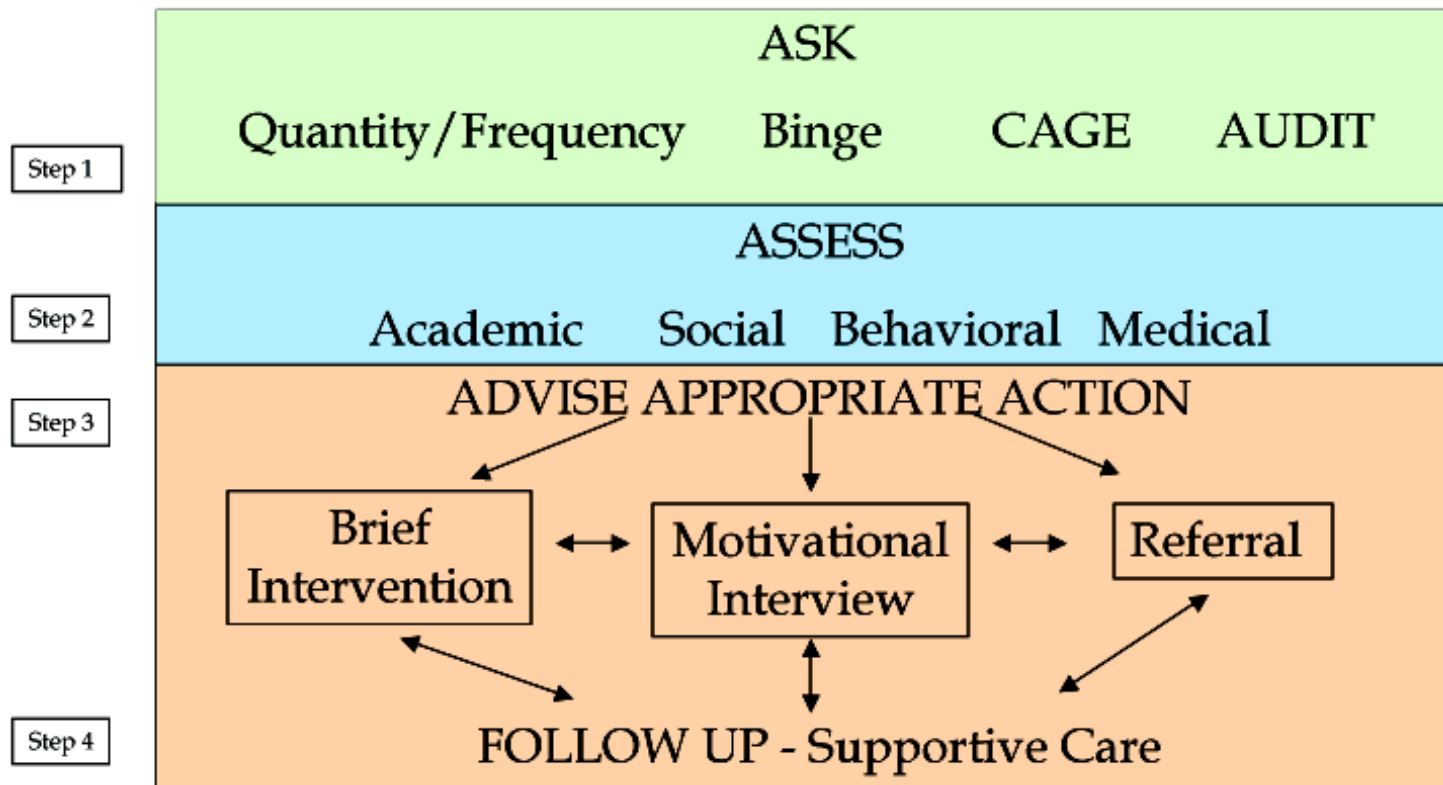 ASK
Quantity/Frequency Binge CAGE AUDIT
Step 1
ASSESS
Step 2
Academic Social Behavioral Medical
ADVISE APPROPRIATE ACTION
Step 3
Brief
Intervention
Motivational
Interview
Referral
Step 4
FOLLOW UP - Supportive Care